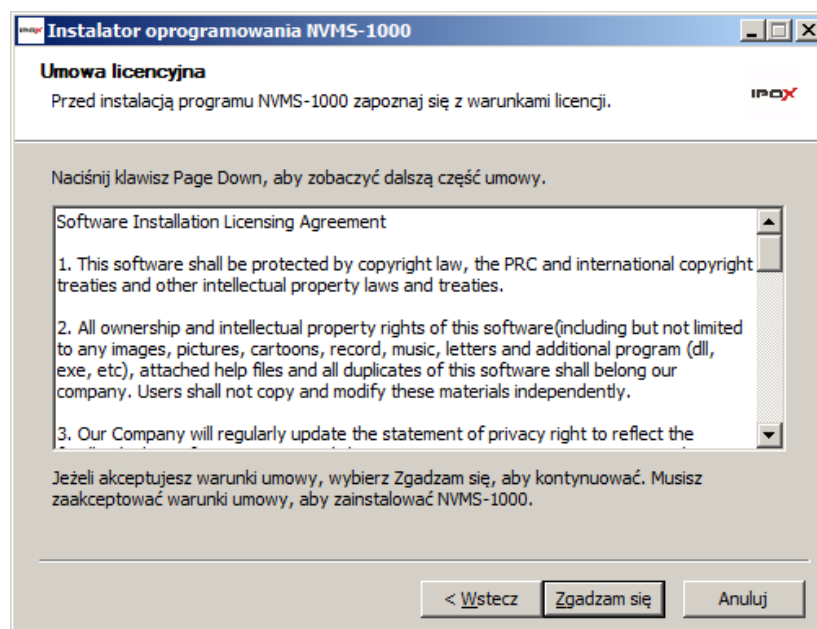 Instalator oprogramowania NVMS-1000
Umowa licencyjna
Przed instalacją programu NVMS-1000 zapoznaj się z warunkami licencji.
IPOX
Naciśnij klawisz Page Down, aby zobaczyć dalszą część umowy.
Software Installation Licensing Agreement
1. This software shall be protected by copyright law, the PRC and international copyright
treaties and other intellectual property laws and treaties.
2. All ownership and intellectual property rights of this software(including but not limited
to any images, pictures, cartoons, record, music, letters and additional program (dll,
exe, etc), attached help files and all duplicates of this software shall belong our
company. Users shall not copy and modify these materials independently.
3. Our Company will regularly update the statement of privacy right to reflect the
Jeżeli akceptujesz warunki umowy, wybierz Zgadzam się, aby kontynuować. Musisz
zaakceptować warunki umowy, aby zainstalować NVMS-1000.
< Wstecz
Zgadzam się
Anuluj